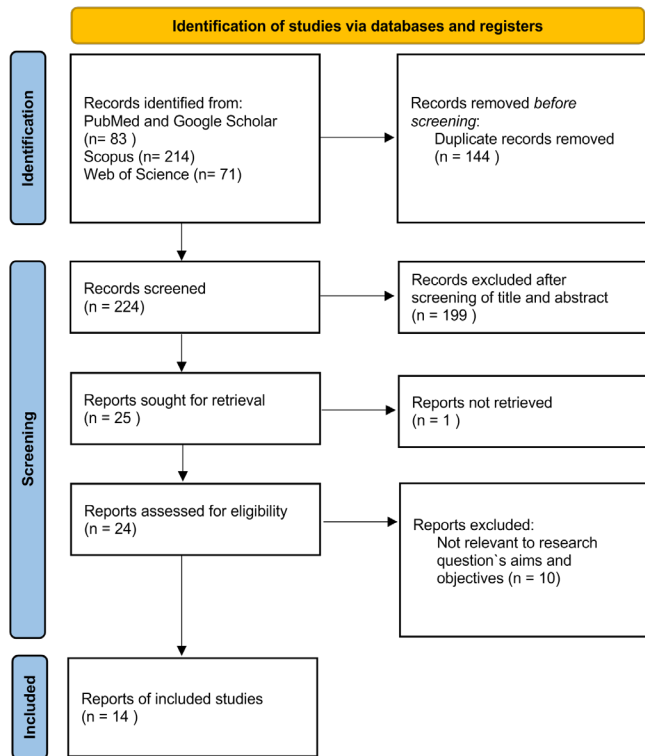 Identification of studies via databases and registers
Identification
Records identified from:
PubMed and Google Scholar
(n= 83 )
Scopus (n= 214)
Web of Science (n= 71)
Records removed before
screening:
Duplicate records removed
(n = 144 )
Screening
Records screened
(n = 224)
Records excluded after
screening of title and abstract
(n = 199 )
Reports sought for retrieval
(n = 25 )
Reports not retrieved
(n = 1 )
Reports assessed for eligibility
(n = 24)
Reports excluded:
Not relevant to research
question`s aims and
objectives (n = 10)
Included
Reports of included studies
(n = 14 )